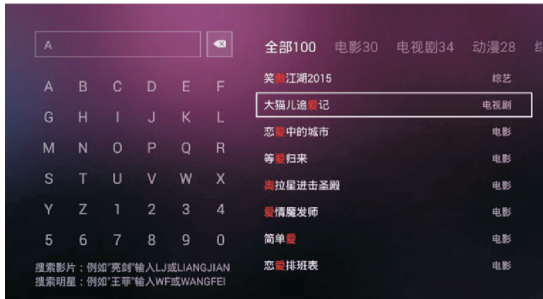 A
A B C D E F
G H I J K L
M N O P Q R
S T U V W X
Y Z 1 2 3 4
5 6 7 8 9 0
搜索影片：例如"亮剑"输入LJ或LIANGJIAN
搜索明星：例如"王菲"输入WF或WANGFEI
全部100 电影30 电视剧34 动漫28
笑傲江湖2015 综艺
大猫儿追爱记 电视剧
恋爱中的城市 电影
等爱归来 电影
奥拉星进击圣殿 电影
爱情魔发师 电影
简单爱 电影
恋爱排班表 电影